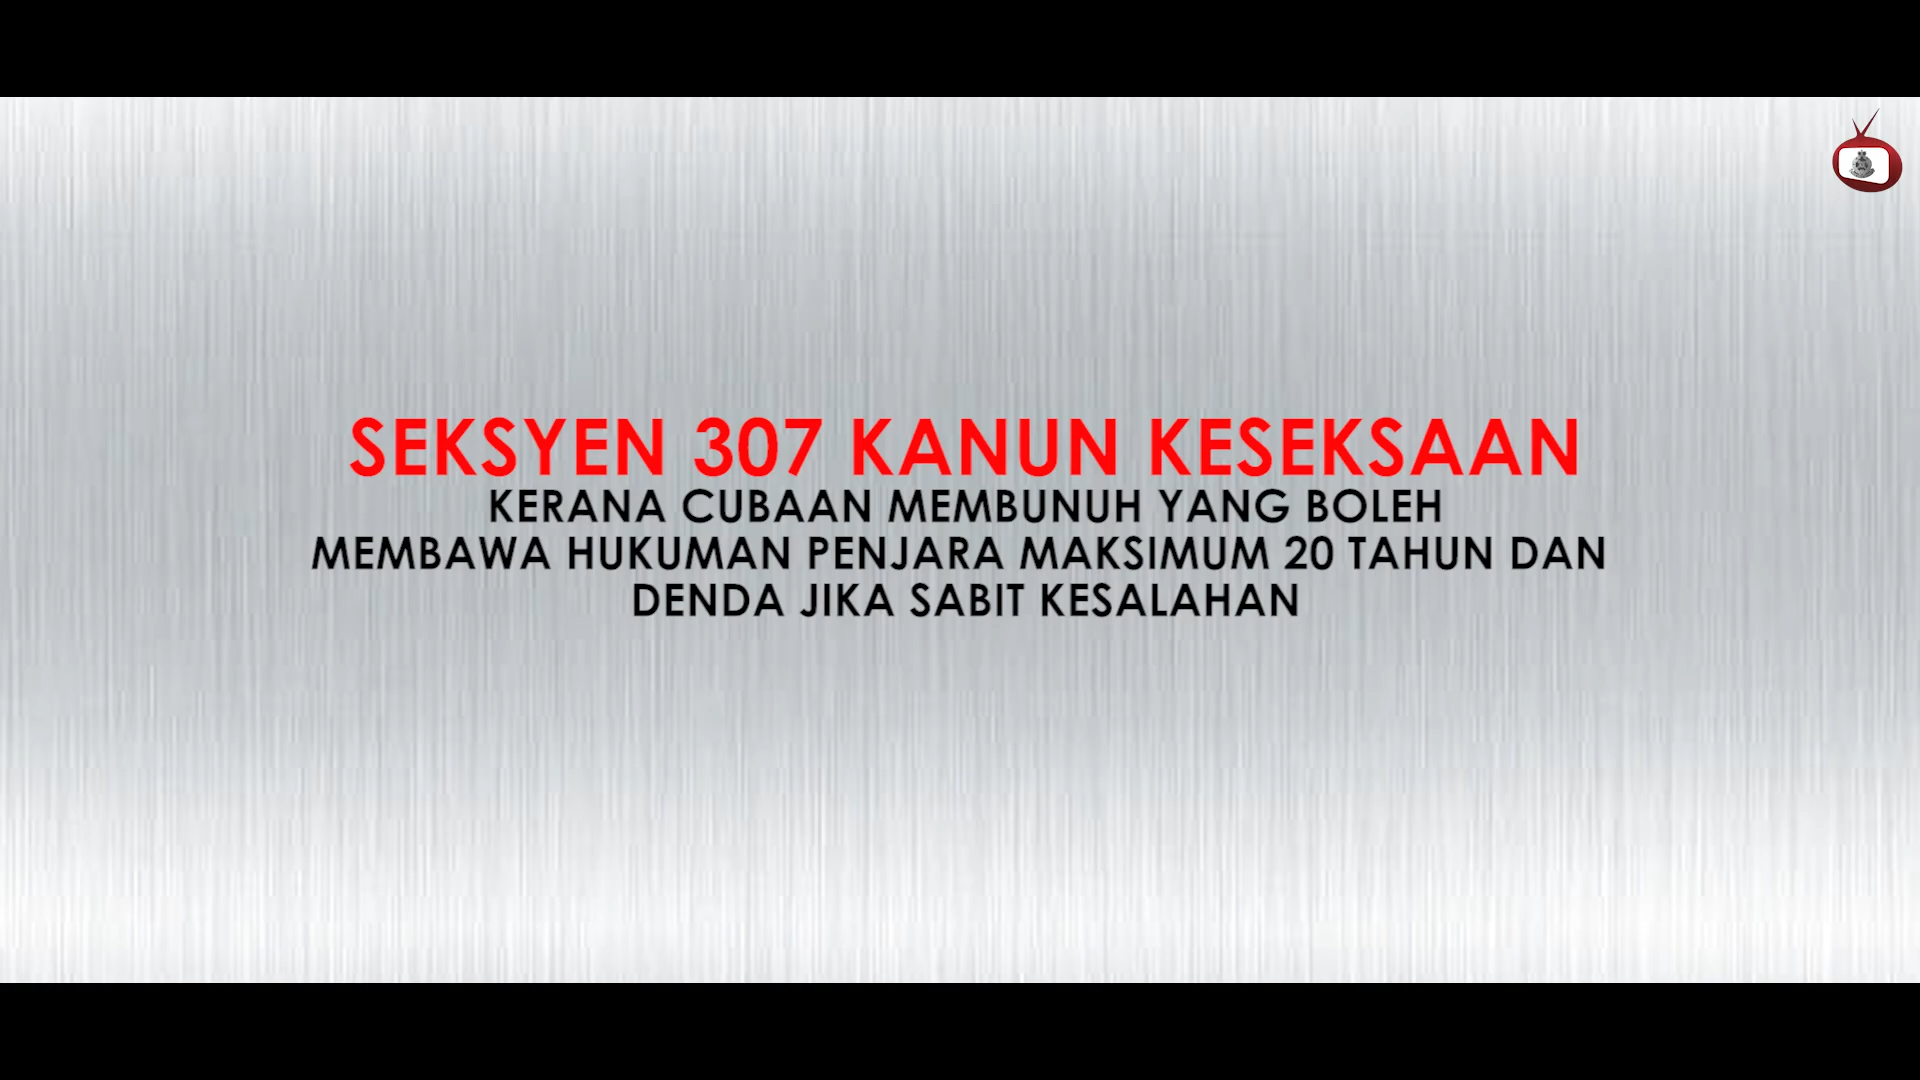 SEKSYEN 307 KANUN KESEKSAAN
KERANA CUBAAN MEMBUNUH YANG BOLEH
MEMBAWA HUKUMAN PENJARA MAKSIMUM 20 TAHUN DAN
DENDA JIKA SABIT KESALAHAN